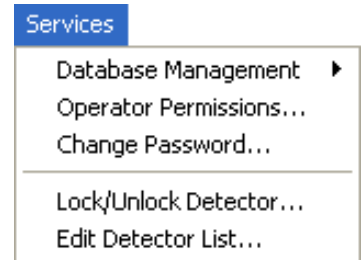 Services
Database Management
Operator Permissions...
Change Password...
Lock/Unlock Detector...
Edit Detector List...